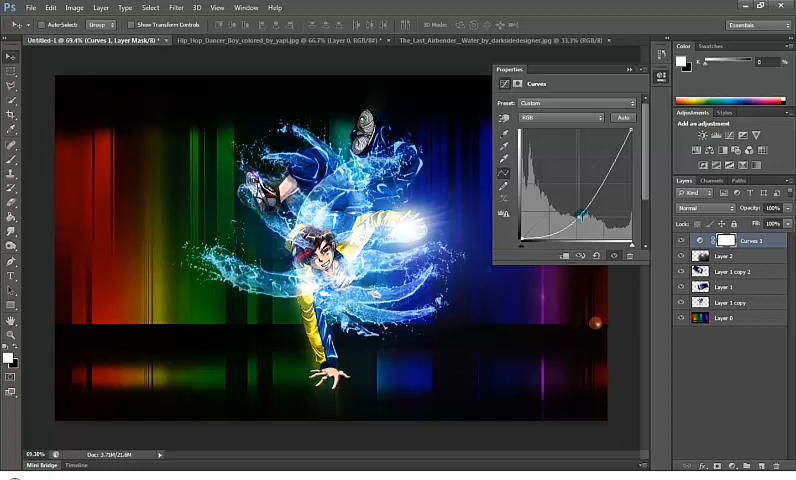 Ps File Edit Image Layer Type Select Filter 3D View Window Help
Auto-Select: Group Show Transform Controls 3D Mode: Essentials
Untitled-1 @ 69.4% (Curves 1, Layer Mask/8) * × Hip_Hop_Dancer_Boy_colored_by_yapi.jpg @ 66.7% (Layer 0, RGB/8#) * × The_Last_Airbender__Water_by_darksidedesigner.jpg @ 33.3% (RGB/8) ×
Properties
Curves
Preset: Custom
RGB Auto
Color Swatches
K 0 %
Adjustments Styles
Add an adjustment
Layers Channels Paths
Kind
Normal Opacity: 100%
Lock: Fill: 100%
Curves 1
Layer 2
Layer 1 copy 2
Layer 1
Layer 1 copy
Layer 0
69.38% Doc: 3.71M/21.6M
Mini Bridge Timeline